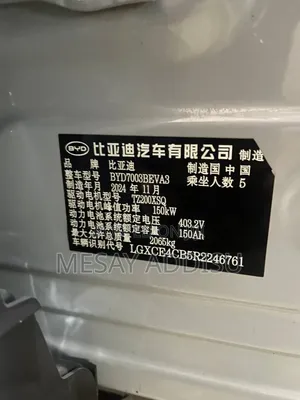 BYD 比亚迪汽车有限公司 制造
品牌 比亚迪 制造国 中国
整车型号 BYD7003BEVA3 乘坐人数 5
制造年月 2024 年 11 月
驱动电机型号 TZ200XSQ
驱动电机峰值功率 150kW
动力电池系统额定电压 403.2V
动力电池系统额定容量 150Ah
最大允许总质量 2065kg
车辆识别代号 LGXCE4CB5R2246761
MESAY ADDISU